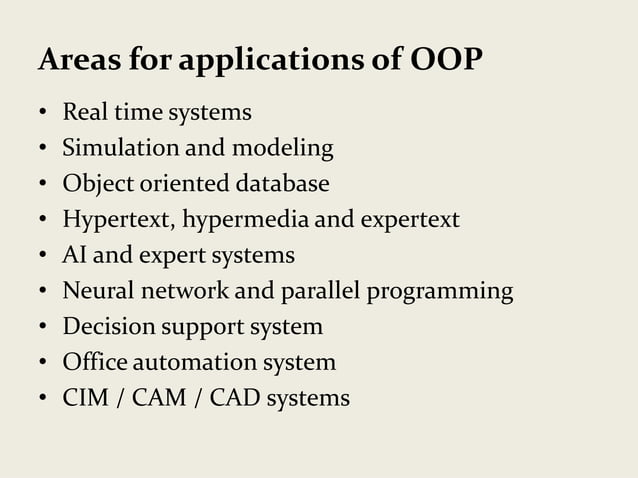 Areas for applications of OOP
• Real time systems
• Simulation and modeling
• Object oriented database
• Hypertext, hypermedia and expertext
• AI and expert systems
• Neural network and parallel programming
• Decision support system
• Office automation system
• CIM / CAM / CAD systems